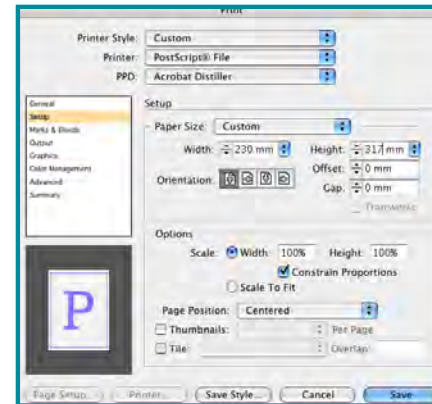 Print
Printer Style: Custom
Printer: PostScript® File
PPD: Acrobat Distiller
General
Setup
Marks & Bleeds
Output
Graphics
Color Management
Advanced
Summary
Setup
Paper Size: Custom
Width: 230 mm Height: 317 mm
Orientation: Offset: 0 mm
Gap: 0 mm
Transverse
Options
Scale: Width: 100% Height: 100%
Constrain Proportions
Scale To Fit
Page Position: Centered
Thumbnails: Per Page
Tile: Overlap:
P
Page Setup... Printer... Save Style... Cancel Save